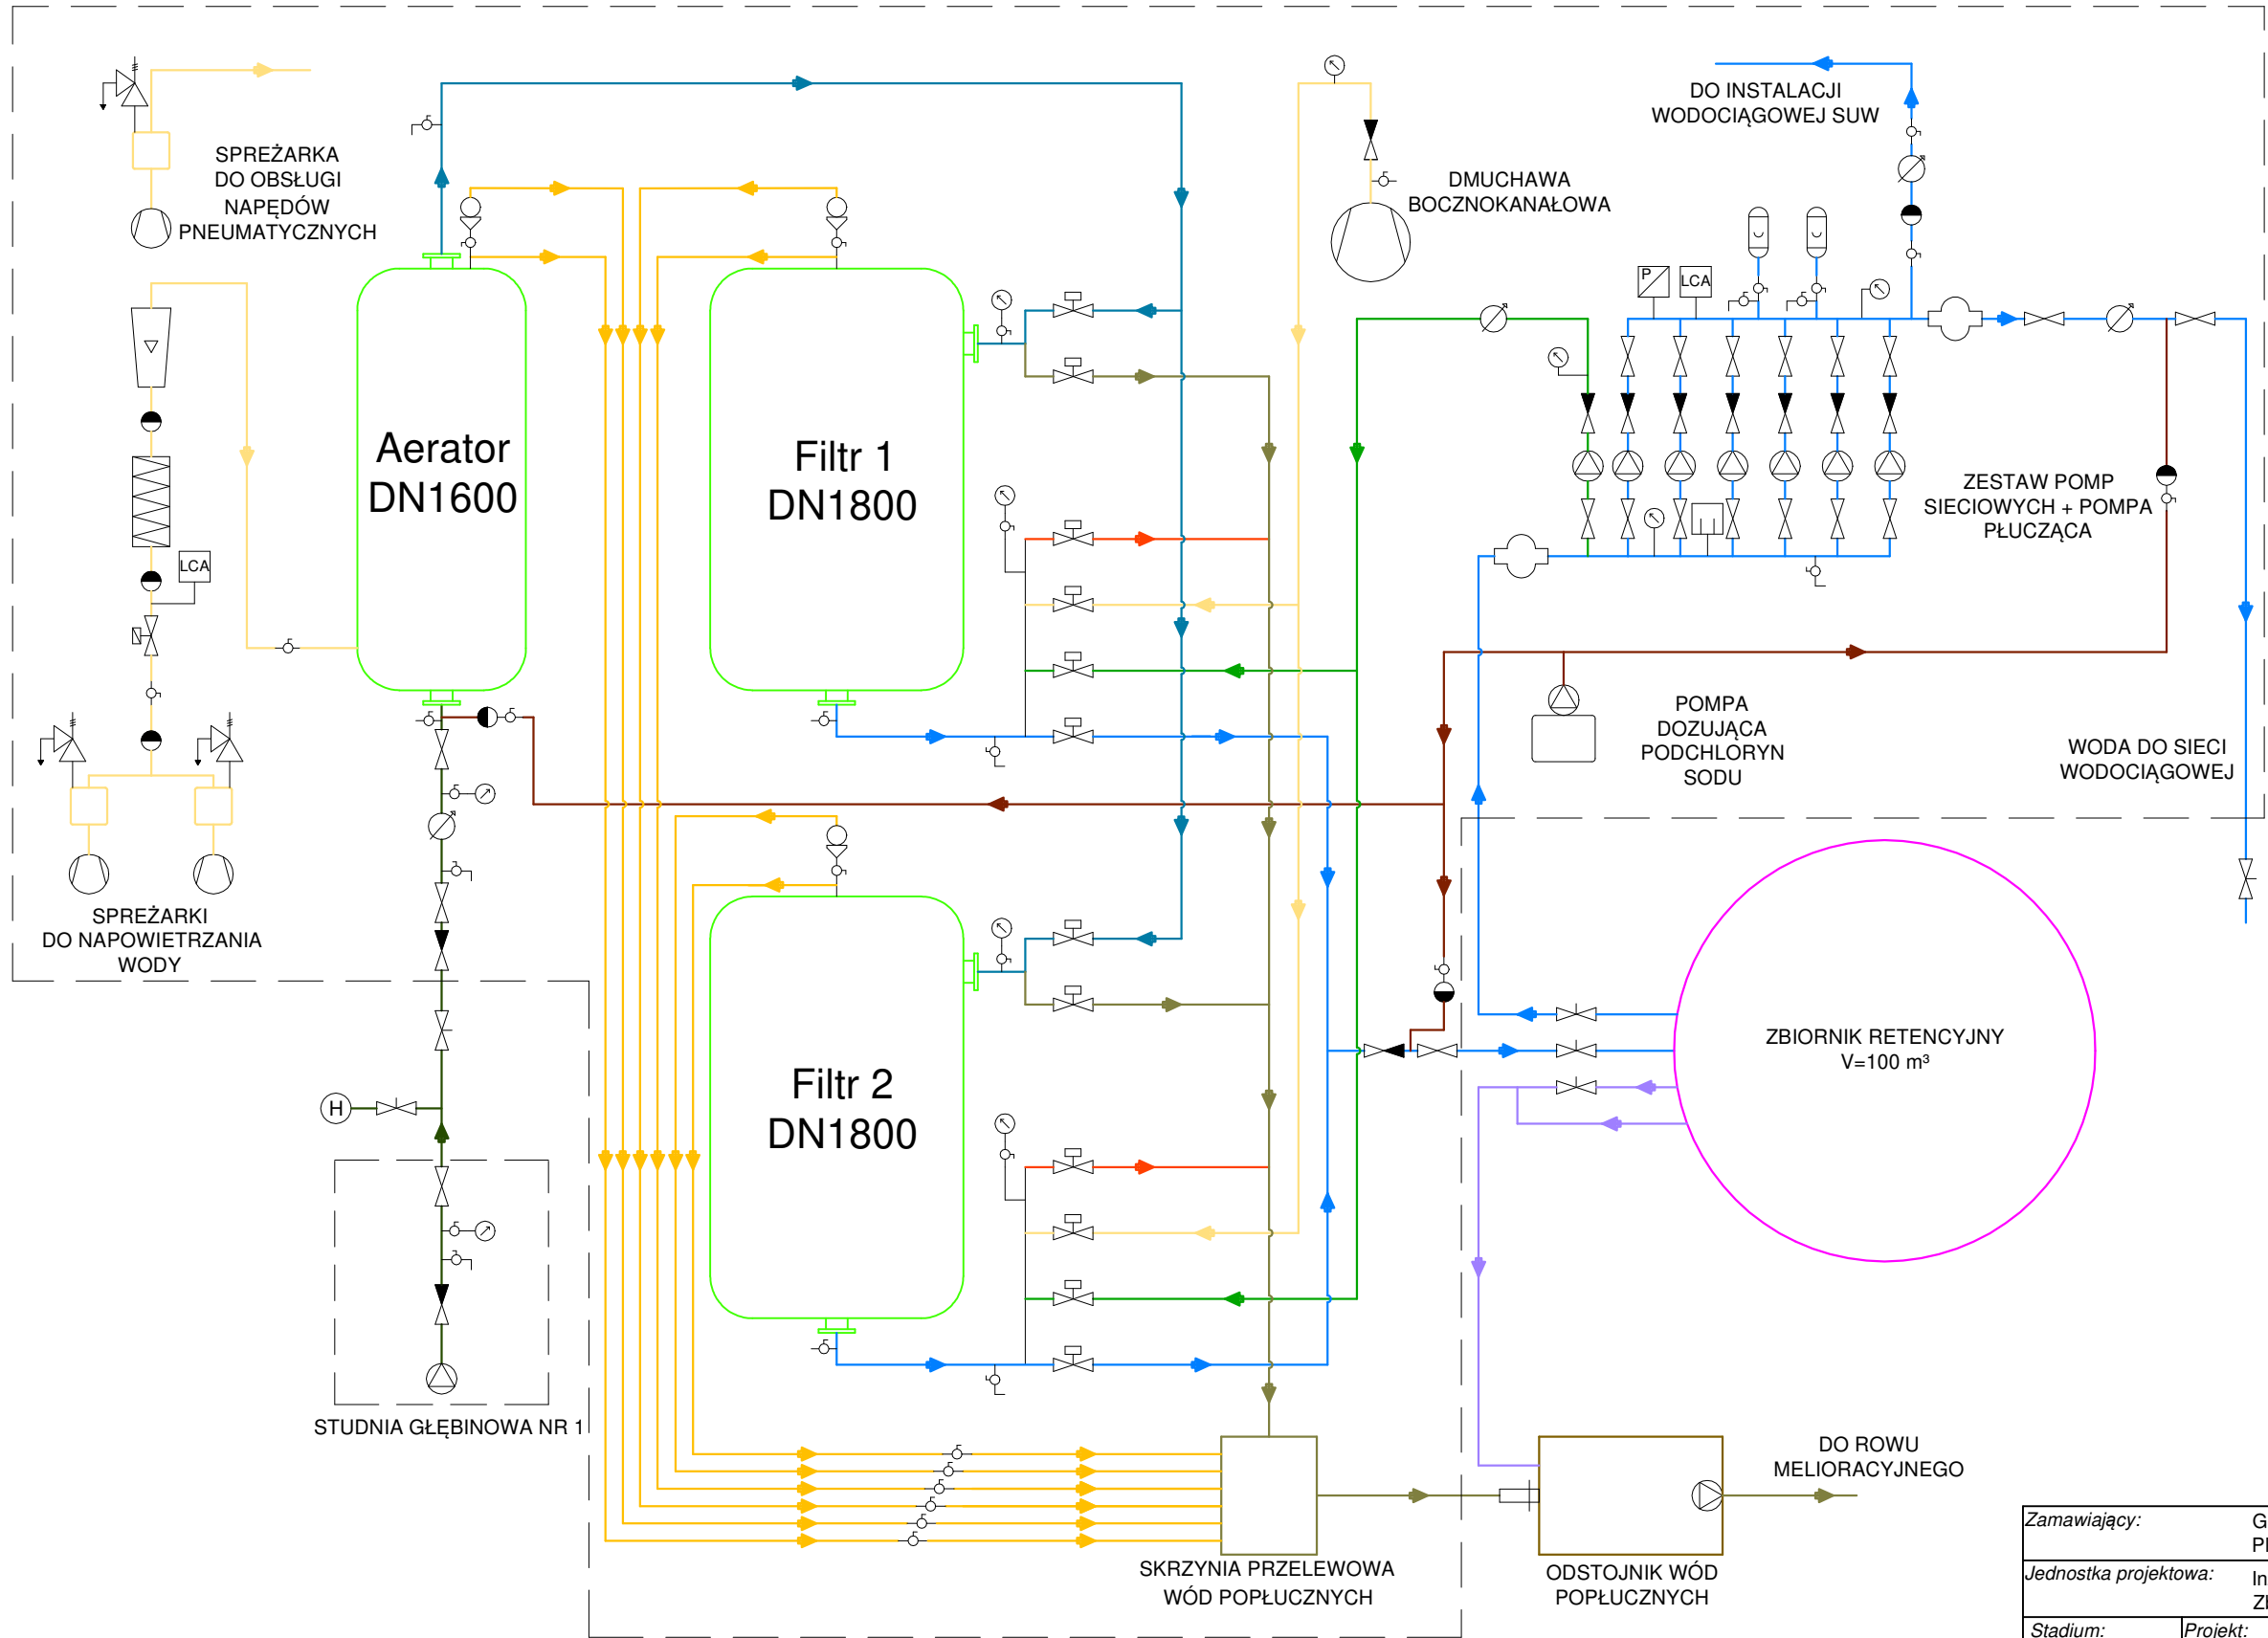 SPREŻARKA
DO OBSŁUGI
NAPĘDÓW
PNEUMATYCZNYCH
DMUCHAWA
BOCZNOKANAŁOWA
DO INSTALACJI
WODOCIĄGOWEJ SUW
P
LCA
Aerator
DN1600
Filtr 1
DN1800
ZESTAW POMP
SIECIOWYCH + POMPA
PŁUCZĄCA
LCA
POMPA
DOZUJĄCA
PODCHLORYN
SODU
WODA DO SIECI
WODOCIĄGOWEJ
SPREŻARKI
DO NAPOWIETRZANIA
WODY
ZBIORNIK RETENCYJNY
V=100 m³
Filtr 2
DN1800
H
STUDNIA GŁĘBINOWA NR 1
DO ROWU
MELIORACYJNEGO
SKRZYNIA PRZELEWOWA
WÓD POPŁUCZNYCH
ODSTOJNIK WÓD
POPŁUCZNYCH
Zamawiający:
Jednostka projektowa:
Stadium: Projekt: